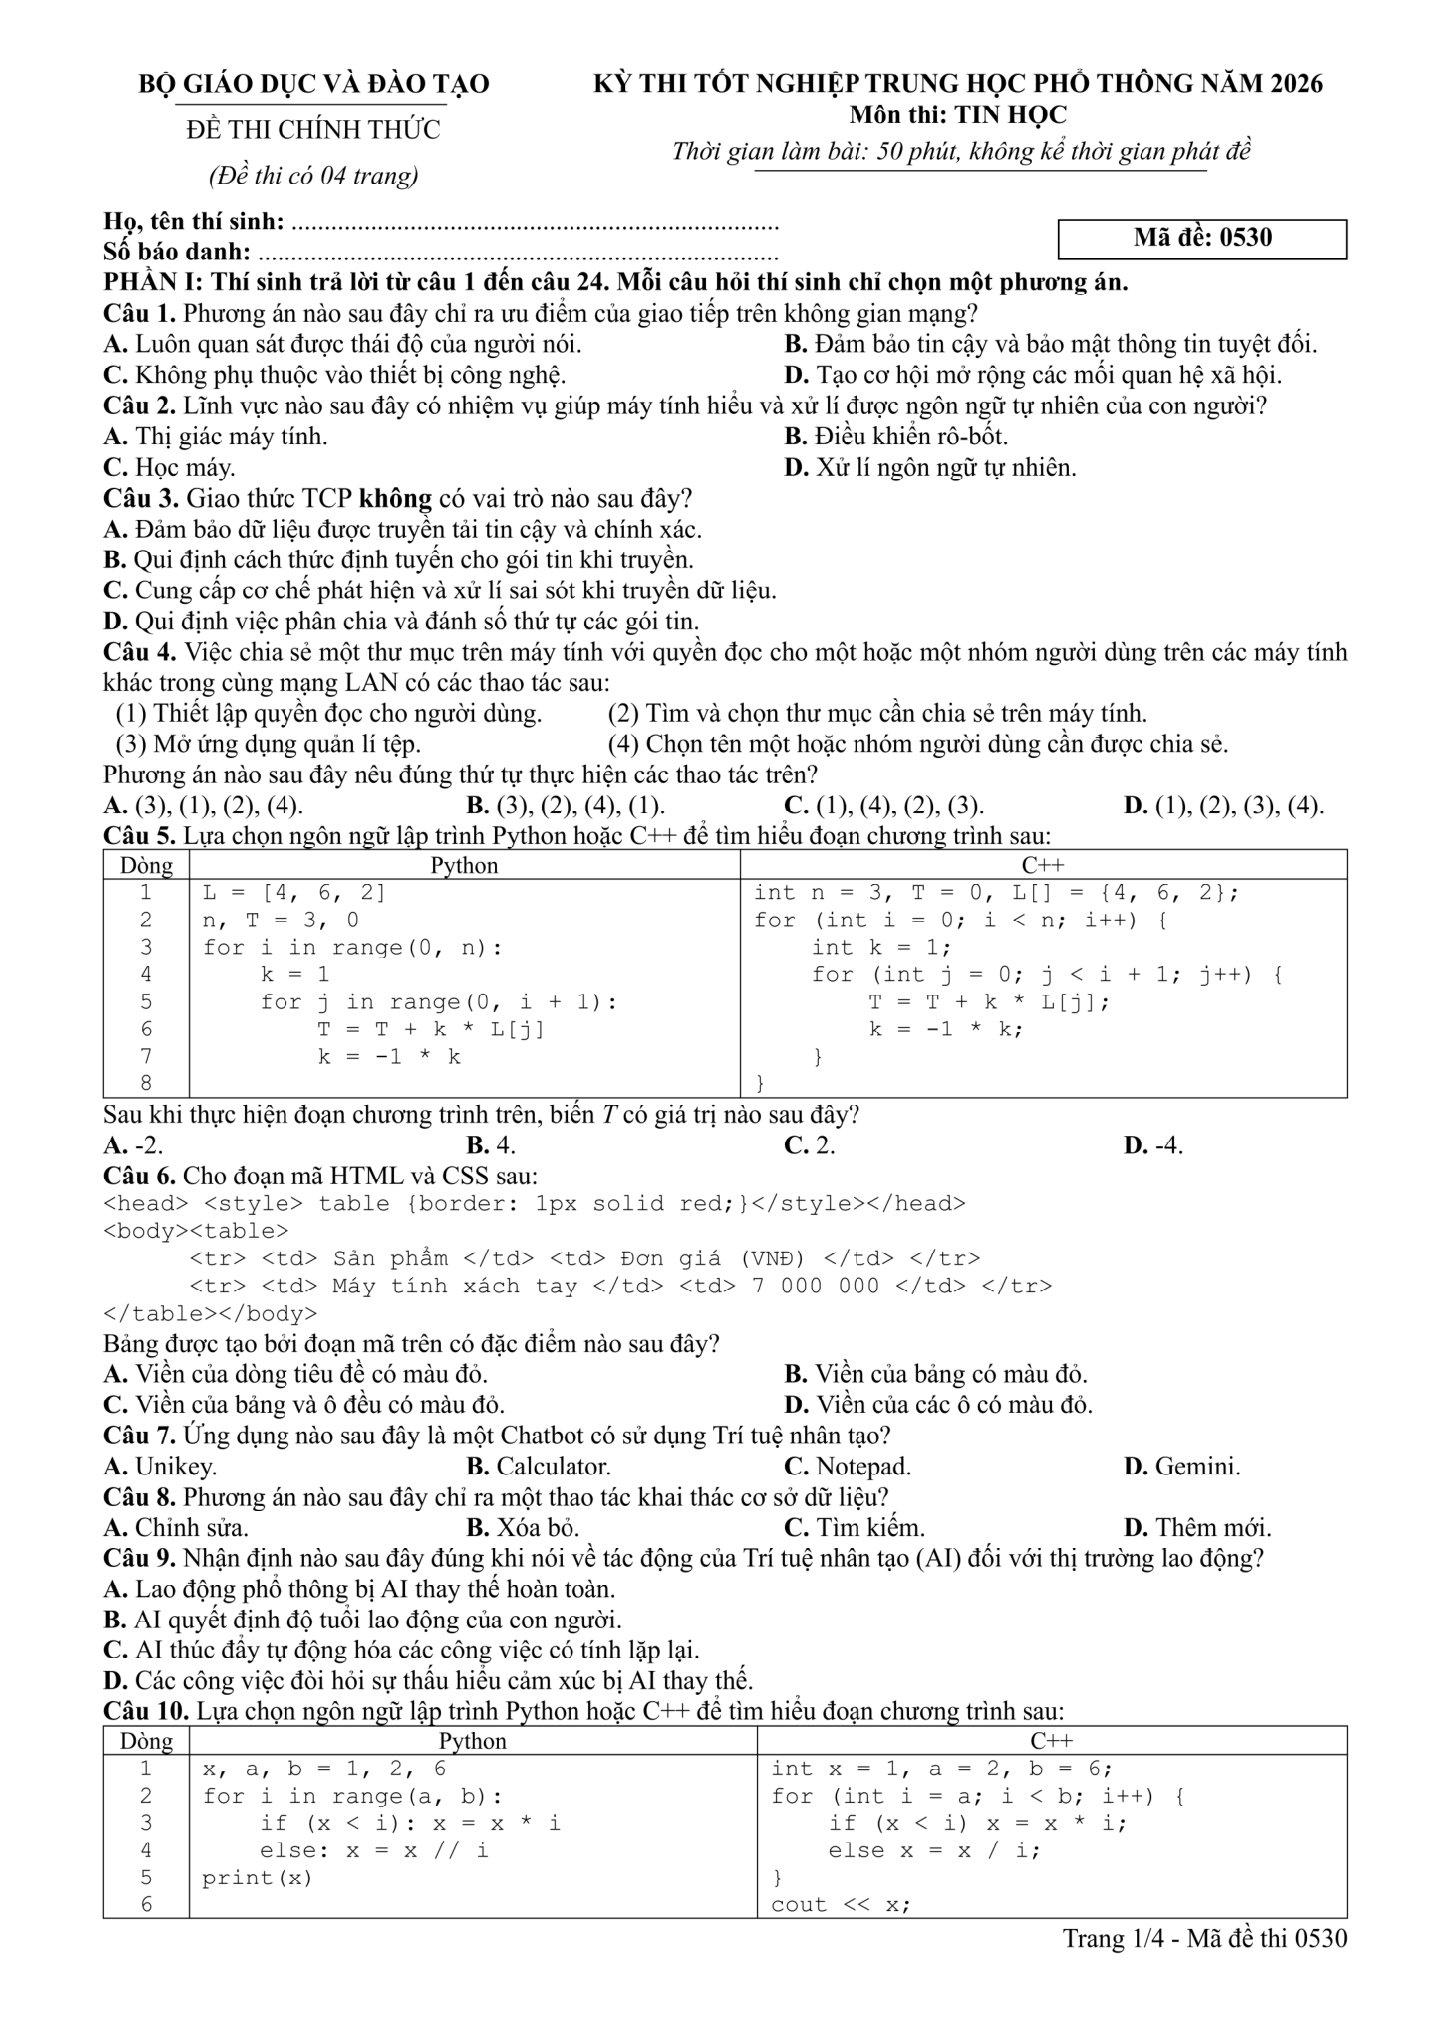 BỘ GIÁO DỤC VÀ ĐÀO TẠO
ĐỀ THI CHÍNH THỨC
(Đề thi có 04 trang)
KỲ THI TỐT NGHIỆP TRUNG HỌC PHỔ THÔNG NĂM 2026
Môn thi: TIN HỌC
Thời gian làm bài: 50 phút, không kể thời gian phát đề
Họ, tên thí sinh: ..........................................................................
Số báo danh: ...............................................................................
Mã đề: 0530
PHẦN I: Thí sinh trả lời từ câu 1 đến câu 24. Mỗi câu hỏi thí sinh chỉ chọn một phương án.
Câu 1. Phương án nào sau đây chỉ ra ưu điểm của giao tiếp trên không gian mạng?
A. Luôn quan sát được thái độ của người nói. B. Đảm bảo tin cậy và bảo mật thông tin tuyệt đối.
C. Không phụ thuộc vào thiết bị công nghệ. D. Tạo cơ hội mở rộng các mối quan hệ xã hội.
Câu 2. Lĩnh vực nào sau đây có nhiệm vụ giúp máy tính hiểu và xử lí được ngôn ngữ tự nhiên của con người?
A. Thị giác máy tính. B. Điều khiển rô-bốt.
C. Học máy. D. Xử lí ngôn ngữ tự nhiên.
Câu 3. Giao thức TCP không có vai trò nào sau đây?
A. Đảm bảo dữ liệu được truyền tải tin cậy và chính xác.
B. Qui định cách thức định tuyến cho gói tin khi truyền.
C. Cung cấp cơ chế phát hiện và xử lí sai sót khi truyền dữ liệu.
D. Qui định việc phân chia và đánh số thứ tự các gói tin.
Câu 4. Việc chia sẻ một thư mục trên máy tính với quyền đọc cho một hoặc một nhóm người dùng trên các máy tính
khác trong cùng mạng LAN có các thao tác sau:
(1) Thiết lập quyền đọc cho người dùng. (2) Tìm và chọn thư mục cần chia sẻ trên máy tính.
(3) Mở ứng dụng quản lí tệp. (4) Chọn tên một hoặc nhóm người dùng cần được chia sẻ.
Phương án nào sau đây nêu đúng thứ tự thực hiện các thao tác trên?
A. (3), (1), (2), (4). B. (3), (2), (4), (1). C. (1), (4), (2), (3). D. (1), (2), (3), (4).
Câu 5. Lựa chọn ngôn ngữ lập trình Python hoặc C++ để tìm hiểu đoạn chương trình sau:
Dòng Python C++
1 L = [4, 6, 2] int n = 3, T = 0, L[] = {4, 6, 2};
2 n, T = 3, 0 for (int i = 0; i < n; i++) {
3 for i in range(0, n): int k = 1;
4 k = 1 for (int j = 0; j < i + 1; j++) {
5 for j in range(0, i + 1): T = T + k * L[j];
6 T = T + k * L[j] k = -1 * k;
7 k = -1 * k }
8 }
Sau khi thực hiện đoạn chương trình trên, biến T có giá trị nào sau đây?
A. -2. B. 4. C. 2. D. -4.
Câu 6. Cho đoạn mã HTML và CSS sau:
<head> <style> table {border: 1px solid red;}</style></head>
<body><table>
<tr> <td> Sản phẩm </td> <td> Đơn giá (VNĐ) </td> </tr>
<tr> <td> Máy tính xách tay </td> <td> 7 000 000 </td> </tr>
</table></body>
Bảng được tạo bởi đoạn mã trên có đặc điểm nào sau đây?
A. Viền của dòng tiêu đề có màu đỏ. B. Viền của bảng có màu đỏ.
C. Viền của bảng và ô đều có màu đỏ. D. Viền của các ô có màu đỏ.
Câu 7. Ứng dụng nào sau đây là một Chatbot có sử dụng Trí tuệ nhân tạo?
A. Unikey. B. Calculator. C. Notepad. D. Gemini.
Câu 8. Phương án nào sau đây chỉ ra một thao tác khai thác cơ sở dữ liệu?
A. Chỉnh sửa. B. Xóa bỏ. C. Tìm kiếm. D. Thêm mới.
Câu 9. Nhận định nào sau đây đúng khi nói về tác động của Trí tuệ nhân tạo (AI) đối với thị trường lao động?
A. Lao động phổ thông bị AI thay thế hoàn toàn.
B. AI quyết định độ tuổi lao động của con người.
C. AI thúc đẩy tự động hóa các công việc có tính lặp lại.
D. Các công việc đòi hỏi sự thấu hiểu cảm xúc bị AI thay thế.
Câu 10. Lựa chọn ngôn ngữ lập trình Python hoặc C++ để tìm hiểu đoạn chương trình sau:
Dòng Python C++
1 x, a, b = 1, 2, 6 int x = 1, a = 2, b = 6;
2 for i in range(a, b): for (int i = a; i < b; i++) {
3 if (x < i): x = x * i if (x < i) x = x * i;
4 else: x = x // i else x = x / i;
5 print(x) }
6 cout << x;
Trang 1/4 - Mã đề thi 0530